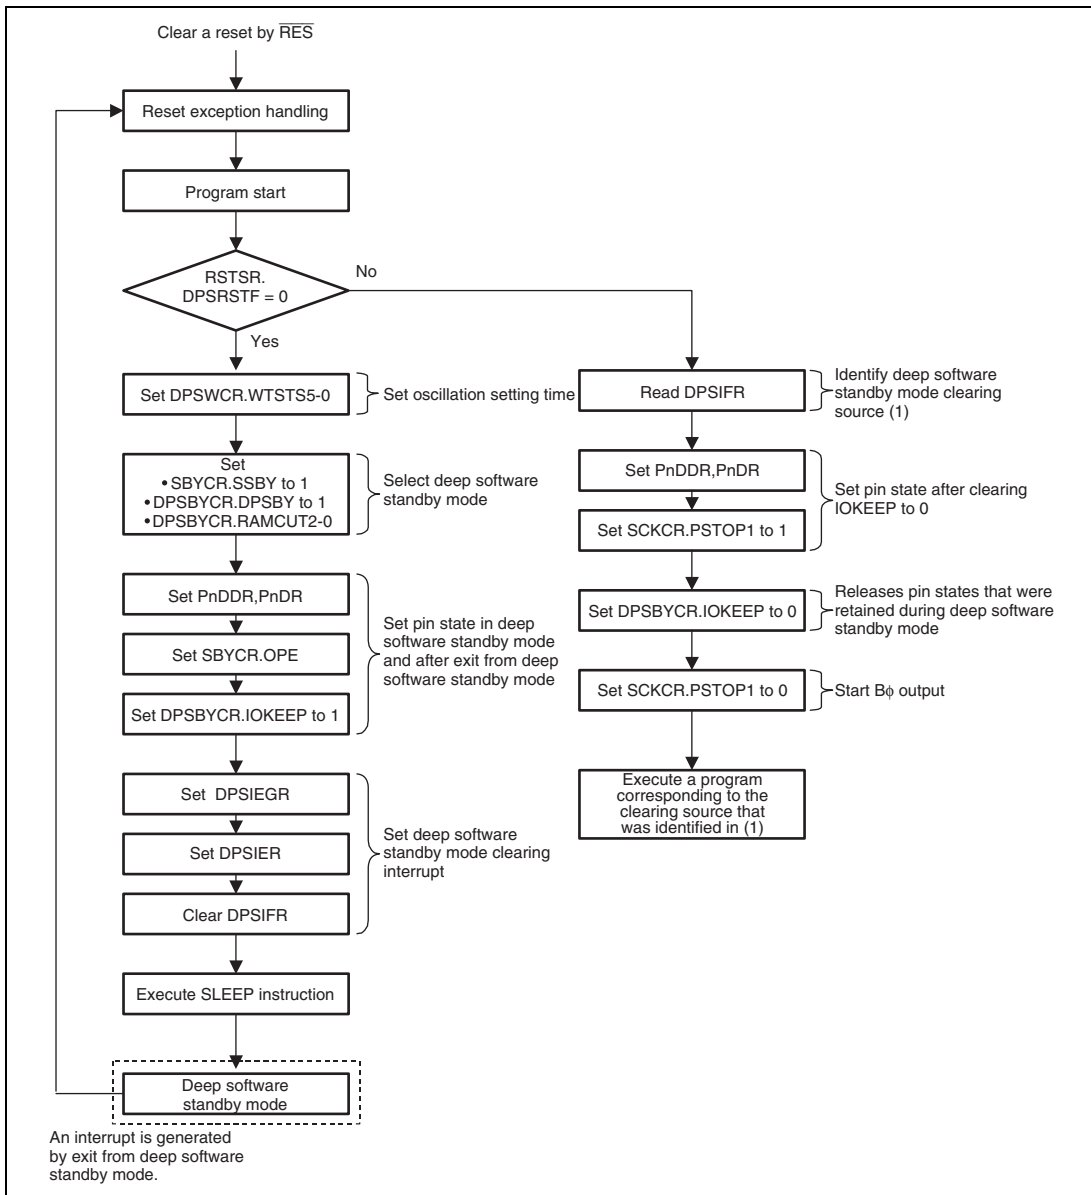 Clear a reset by RES
Reset exception handling
Program start
RSTSR.
DPSRSTF = 0
No
Yes
Set DPSWCR.WTSTS5-0
Set oscillation setting time
Set
•SBYCR.SSBY to 1
•DPSBYCR.DPSBY to 1
•DPSBYCR.RAMCUT2-0
Select deep software
standby mode
Set PnDDR,PnDR
Set SBYCR.OPE
Set DPSBYCR.IOKEEP to 1
Set pin state in deep
software standby mode
and after exit from deep
software standby mode
Set DPSIEGR
Set DPSIER
Clear DPSIFR
Set deep software
standby mode clearing
interrupt
Execute SLEEP instruction
Deep software
standby mode
An interrupt is generated
by exit from deep software
standby mode.
Read DPSIFR
Identify deep software
standby mode clearing
source (1)
Set PnDDR,PnDR
Set SCKCR.PSTOP1 to 1
Set pin state after clearing
IOKEEP to 0
Set DPSBYCR.IOKEEP to 0
Releases pin states that were
retained during deep software
standby mode
Set SCKCR.PSTOP1 to 0
Start Bϕ output
Execute a program
corresponding to the
clearing source that
was identified in (1)